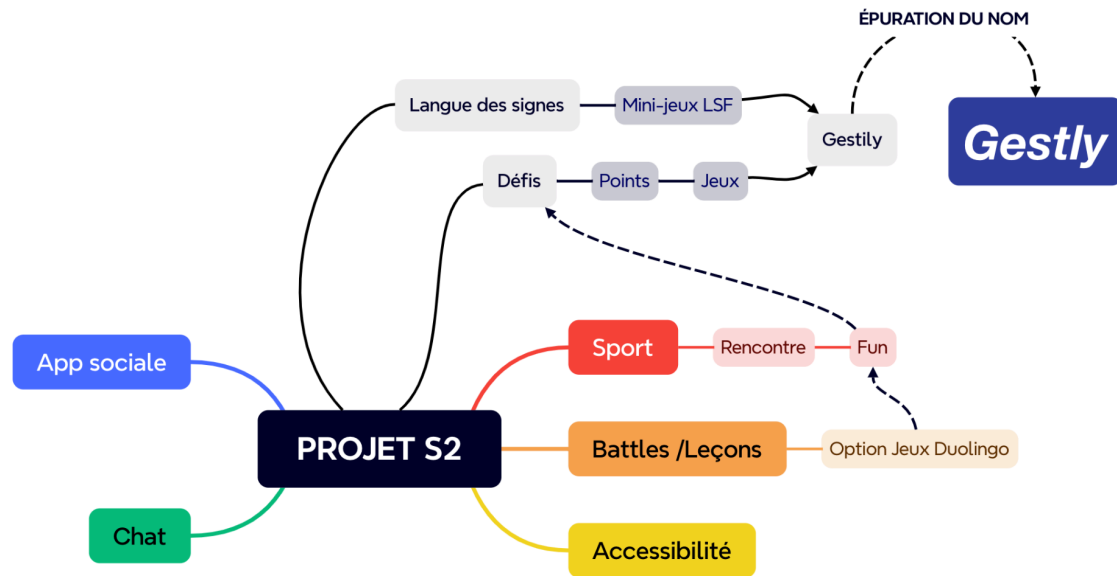 ÉPURATION DU NOM
Langue des signes
Mini-jeux LSF
Gestily
Gestly
Défis
Points
Jeux
App sociale
Sport
Rencontre
Fun
PROJET S2
Battles /Leçons
Option Jeux Duolingo
Chat
Accessibilité